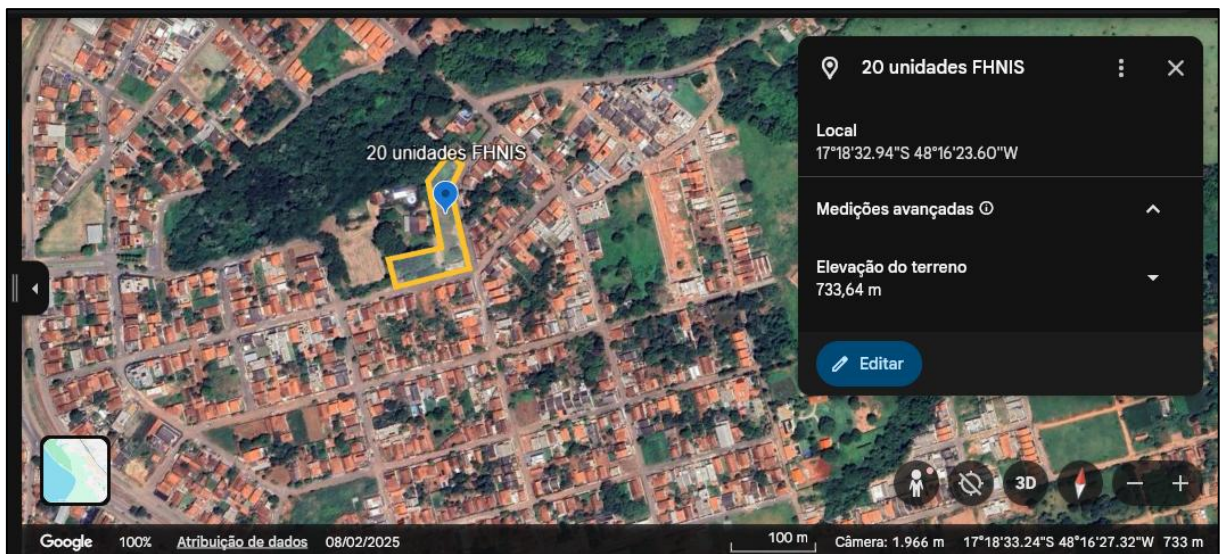 20 unidades FHNIS
20 unidades FHNIS
Local
17°18'32.94"S 48°16'23.60"W
Medições avançadas
Elevação do terreno
733,64 m
Editar
3D
Google 100% Atribuição de dados 08/02/2025 100 m Câmera: 1.966 m 17°18'33.24"S 48°16'27.32"W 733 m